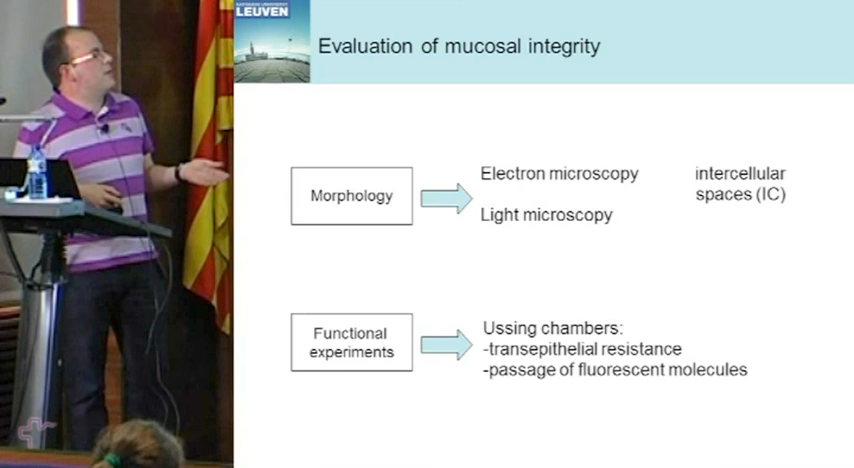 LEUVEN
Evaluation of mucosal integrity
Morphology
Electron microscopy
Light microscopy
intercellular
spaces (IC)
Functional
experiments
Ussing chambers:
-transepithelial resistance
-passage of fluorescent molecules